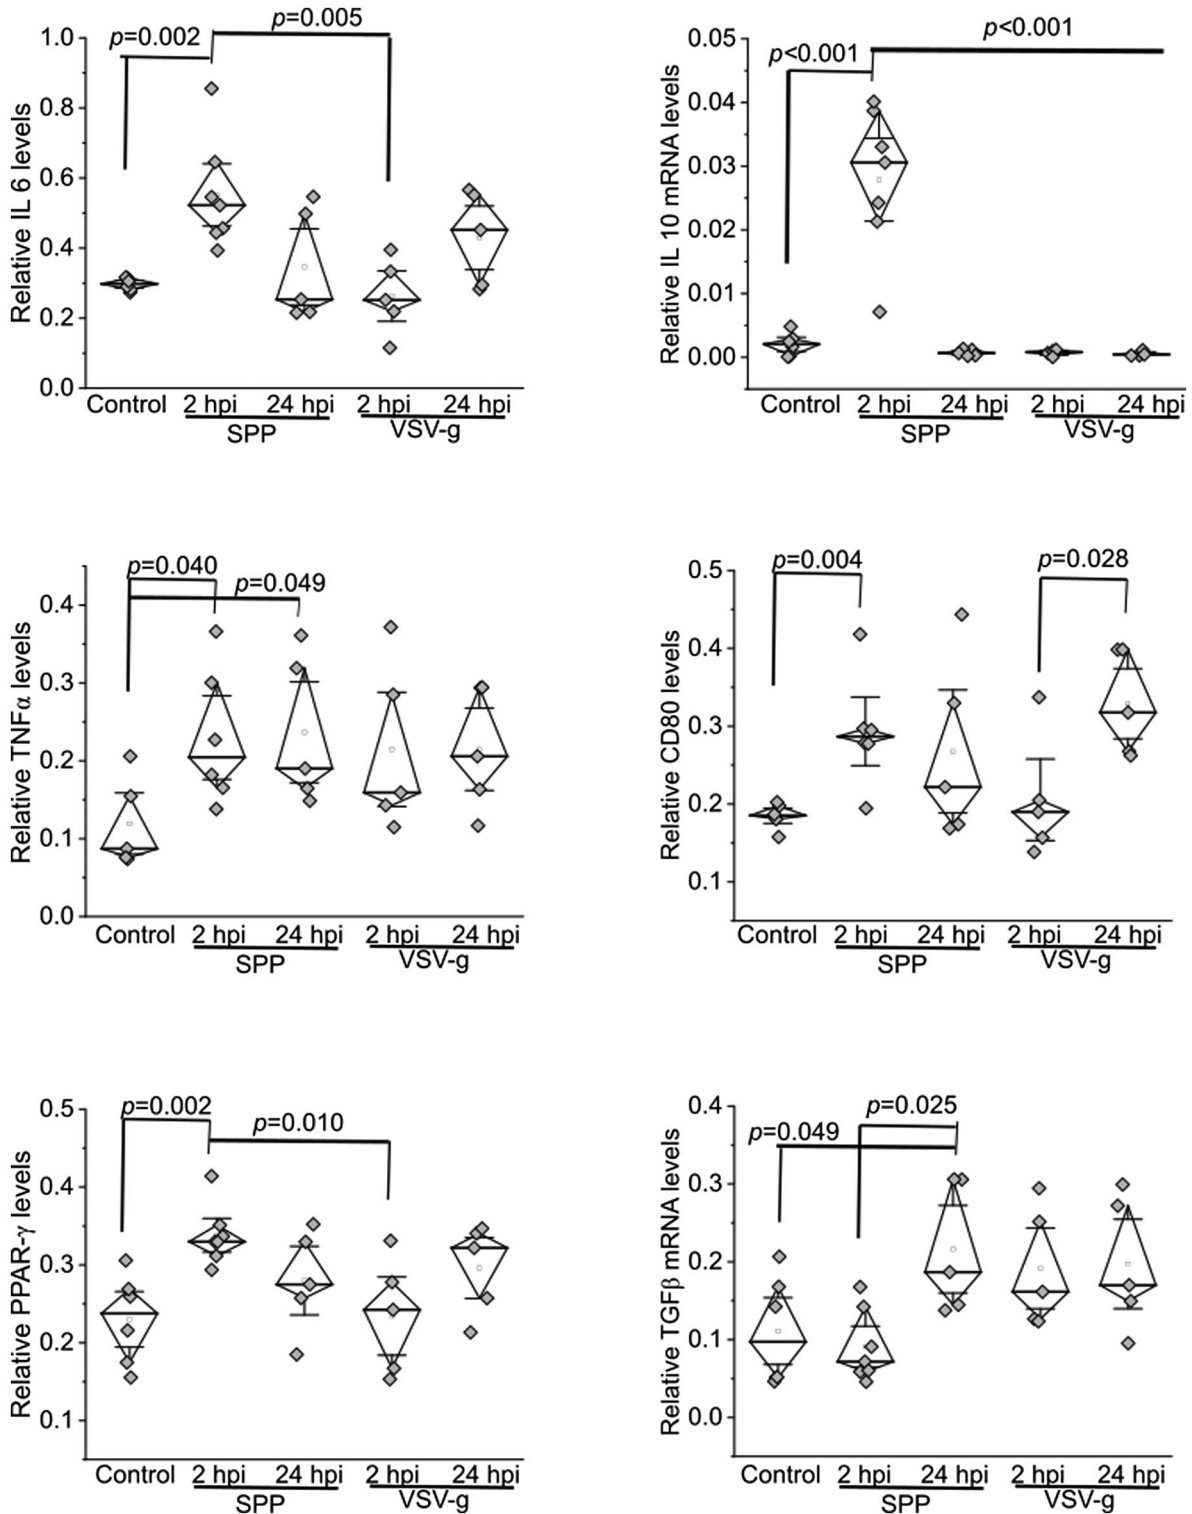 p=0.002
p=0.005
Relative IL 6 levels
1.0
0.8
0.6
0.4
0.2
0.0
Control 2 hpi 24 hpi 2 hpi 24 hpi
SPP VSV-g
p<0.001
p<0.001
Relative IL 10 mRNA levels
0.05
0.04
0.03
0.02
0.01
0.00
Control 2 hpi 24 hpi 2 hpi 24 hpi
SPP VSV-g
p=0.040
p=0.049
Relative TNFα levels
0.4
0.3
0.2
0.1
0.0
Control 2 hpi 24 hpi 2 hpi 24 hpi
SPP VSV-g
p=0.004
p=0.028
Relative CD80 levels
0.5
0.4
0.3
0.2
0.1
Control 2 hpi 24 hpi 2 hpi 24 hpi
SPP VSV-g
p=0.002
p=0.010
Relative PPAR-γ levels
0.5
0.4
0.3
0.2
0.1
Control 2 hpi 24 hpi 2 hpi 24 hpi
SPP VSV-g
p=0.025
p=0.049
Relative TGFβ mRNA levels
0.4
0.3
0.2
0.1
0.0
Control 2 hpi 24 hpi 2 hpi 24 hpi
SPP VSV-g